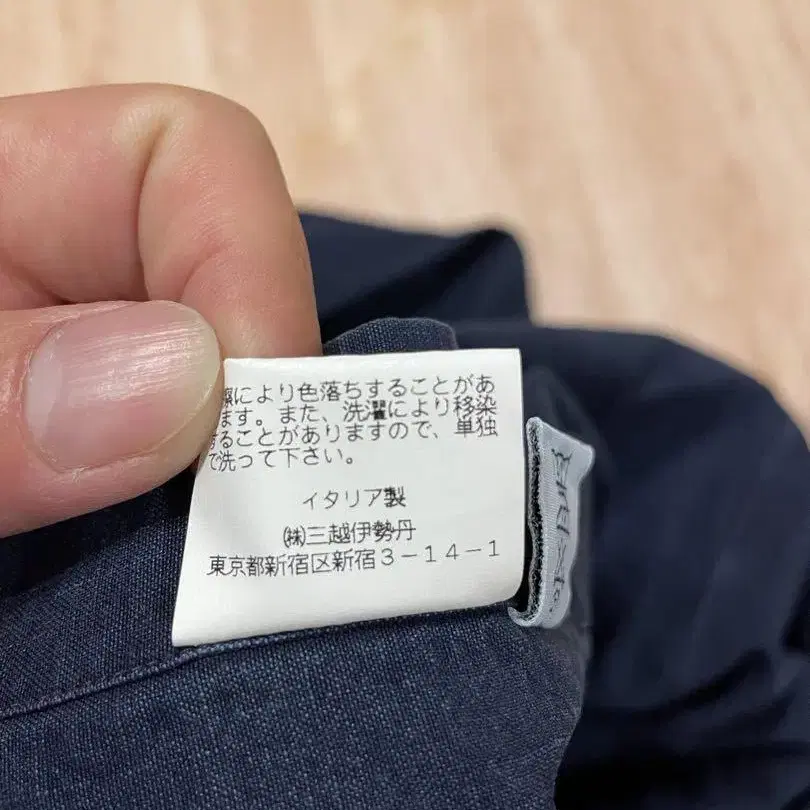 により色落ちすることがあ
ます。また、洗濯により移染
することがありますので、単独
で洗って下さい。
イタリア製
㈱三越伊勢丹
東京都新宿区新宿3-14-1